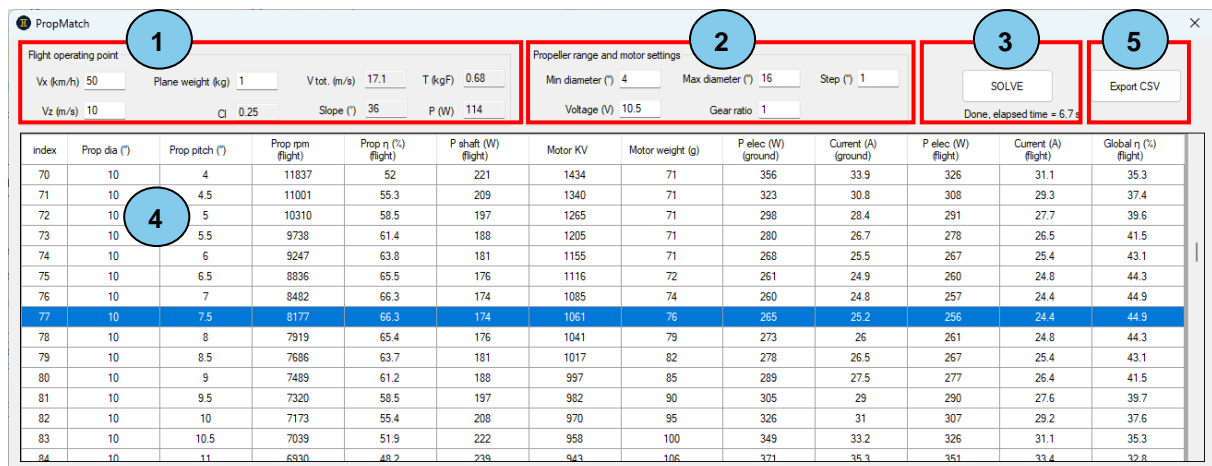 PropMatch
1
2
3
5
Flight operating point
Propeller range and motor settings
Vx (km/h) 50 Plane weight (kg) 1 V tot. (m/s) 17.1 T (kgF) 0.68
Min diameter (") 4 Max diameter (") 16 Step (") 1
SOLVE
Export CSV
Vz (m/s) 10 Cl 0.25 Slope (°) 36 P (W) 114
Voltage (V) 10.5 Gear ratio 1
Done, elapsed time = 6.7 s
index Prop dia (") Prop pitch (") Prop rpm (flight) Prop η (%) (flight) P shaft (W) (flight) Motor KV Motor weight (g) P elec (W) (ground) Current (A) (ground) P elec (W) (flight) Current (A) (flight) Global η (%) (flight)
70 10 4 11837 52 221 1434 71 356 33.9 326 31.1 35.3
71 10 4.5 11001 55.3 209 1340 71 323 30.8 308 29.3 37.4
72 10 5 10310 58.5 197 1265 71 298 28.4 291 27.7 39.6
4
73 10 5.5 9738 61.4 188 1205 71 280 26.7 278 26.5 41.5
74 10 6 9247 63.8 181 1155 71 268 25.5 267 25.4 43.1
75 10 6.5 8836 65.5 176 1116 72 261 24.9 260 24.8 44.3
76 10 7 8482 66.3 174 1085 74 260 24.8 257 24.4 44.9
77 10 7.5 8177 66.3 174 1061 76 265 25.2 256 24.4 44.9
78 10 8 7919 65.4 176 1041 79 273 26 261 24.8 44.3
79 10 8.5 7686 63.7 181 1017 82 278 26.5 267 25.4 43.1
80 10 9 7489 61.2 188 997 85 289 27.5 277 26.4 41.5
81 10 9.5 7320 58.5 197 982 90 305 29 290 27.6 39.7
82 10 10 7173 55.4 208 970 95 326 31 307 29.2 37.6
83 10 10.5 7039 51.9 222 958 100 349 33.2 326 31.1 35.3
84 10 11 6930 48.2 239 943 106 371 35.3 351 33.4 32.8